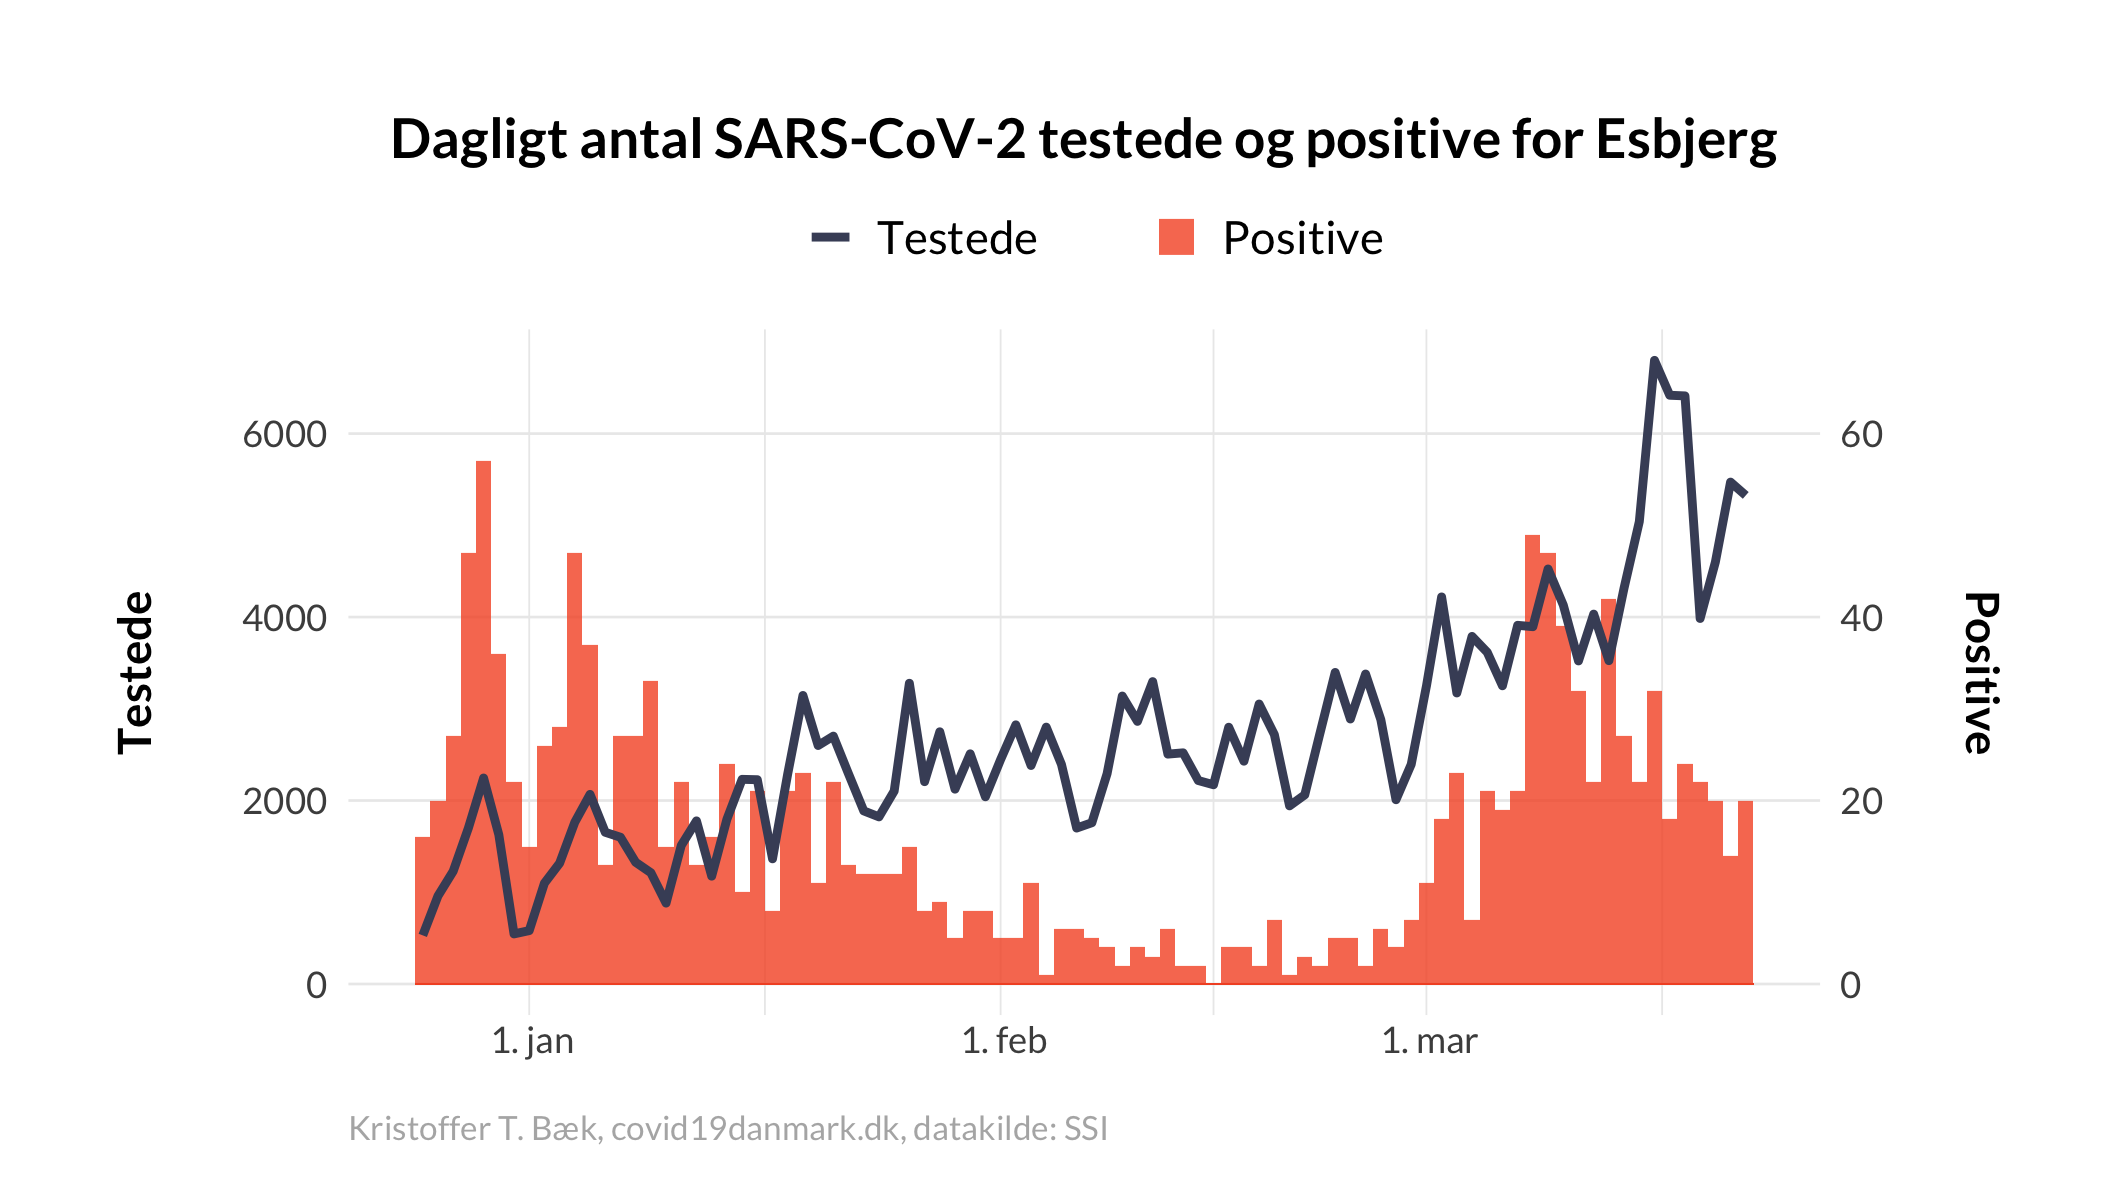 Dagligt antal SARS-CoV-2 testede og positive for Esbjerg
Testede Positive
6000 60
4000 40
2000 20
0 0
Testede
Positive
1. jan 1. feb 1. mar
Kristoffer T. Bæk, covid19danmark.dk, datakilde: SSI